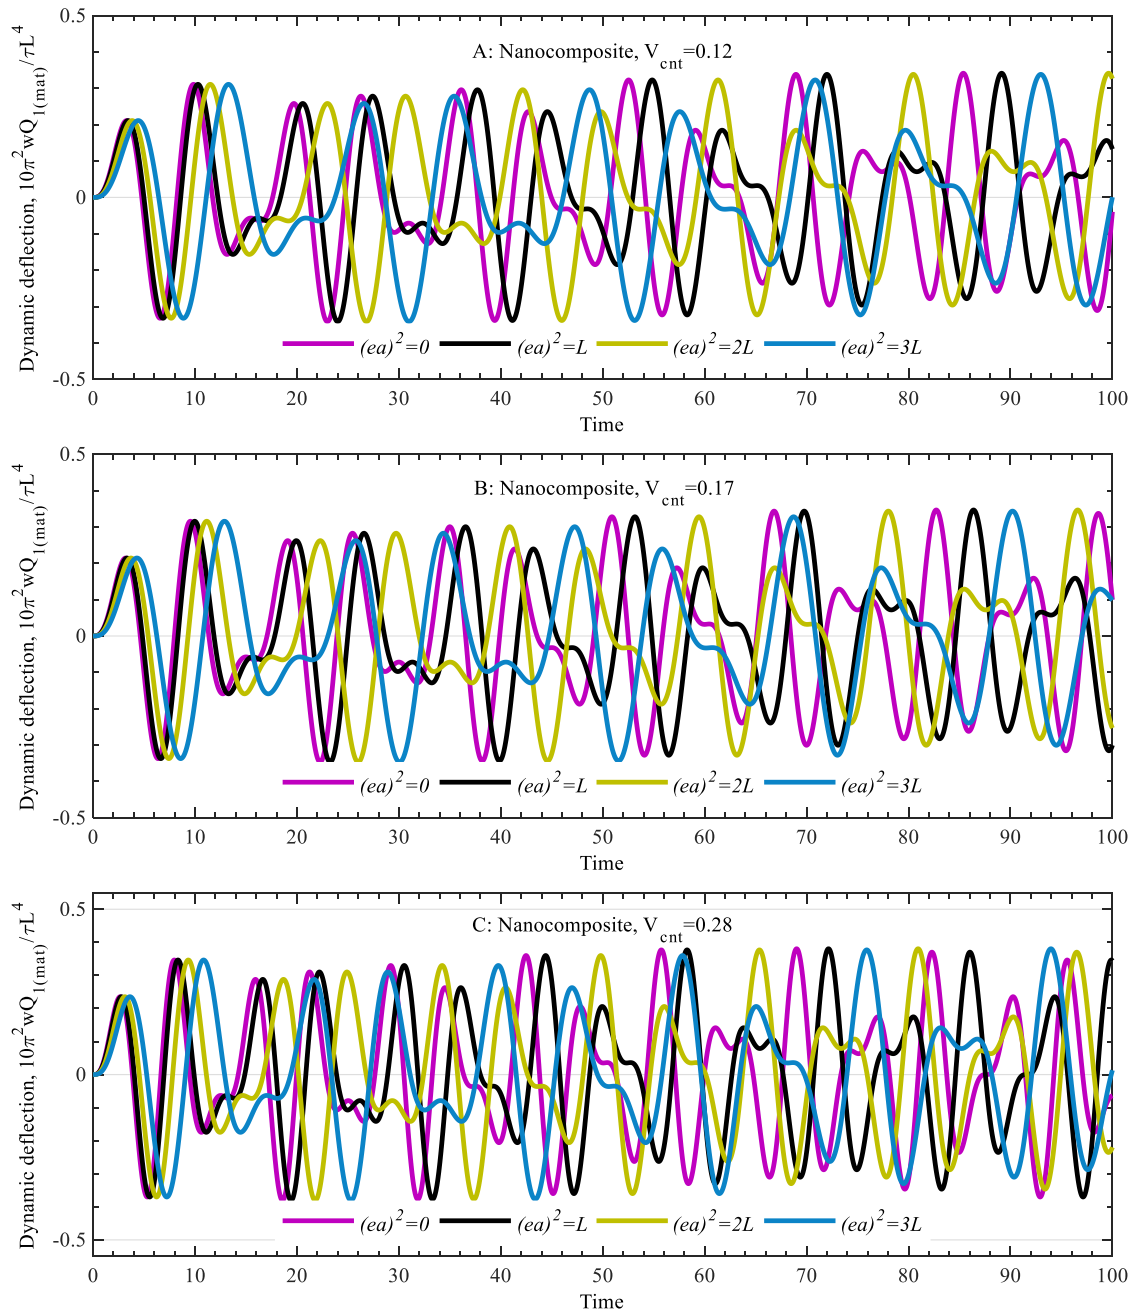 Dynamic deflection, 10π²wQ₁₍ₘₐₜ₎/τL⁴
0.5
0
-0.5
A: Nanocomposite, V_cnt=0.12
(ea)²=0 (ea)²=L (ea)²=2L (ea)²=3L
0 10 20 30 40 50 60 70 80 90 100
Time
Dynamic deflection, 10π²wQ₁₍ₘₐₜ₎/τL⁴
0.5
0
-0.5
B: Nanocomposite, V_cnt=0.17
(ea)²=0 (ea)²=L (ea)²=2L (ea)²=3L
0 10 20 30 40 50 60 70 80 90 100
Time
Dynamic deflection, 10π²wQ₁₍ₘₐₜ₎/τL⁴
0.5
0
-0.5
C: Nanocomposite, V_cnt=0.28
(ea)²=0 (ea)²=L (ea)²=2L (ea)²=3L
0 10 20 30 40 50 60 70 80 90 100
Time